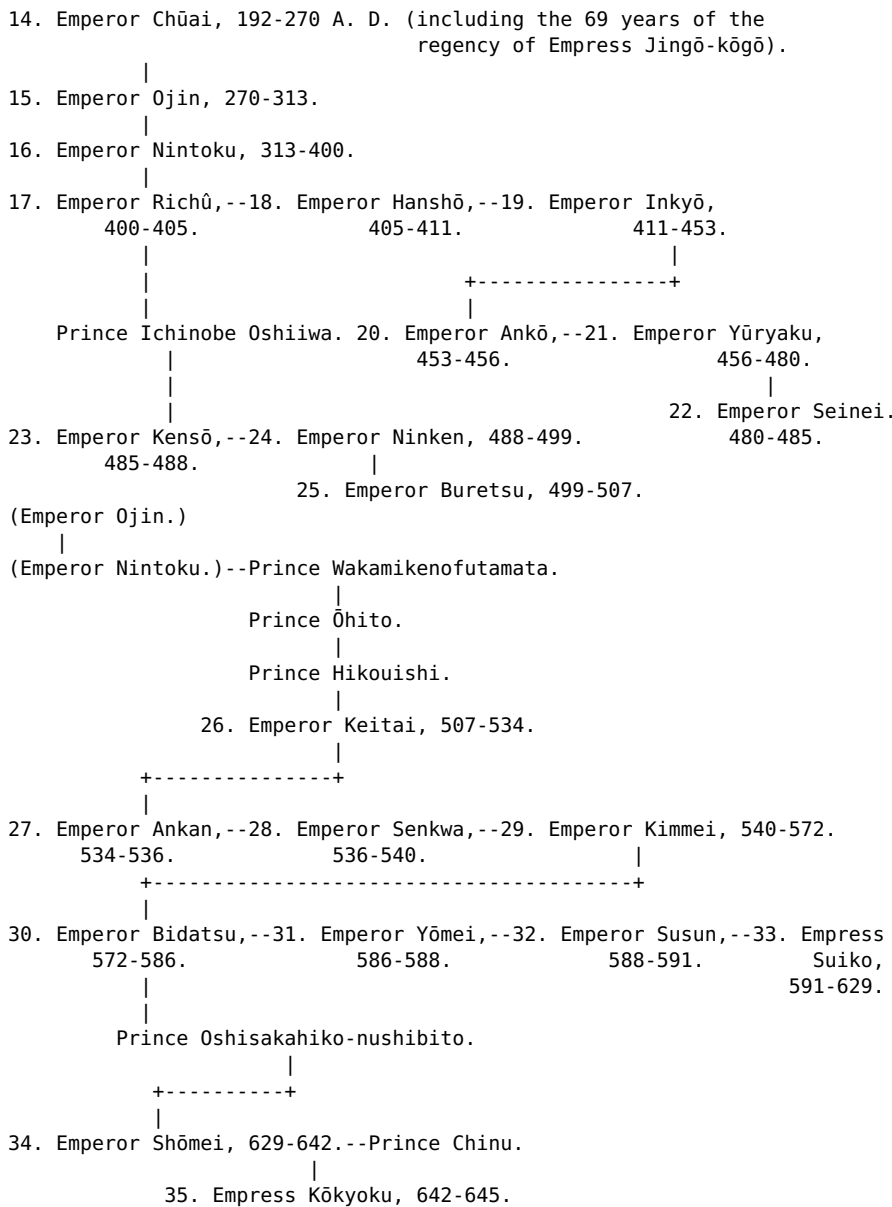 14. Emperor Chūai, 192-270 A. D. (including the 69 years of the
regency of Empress Jingō-kōgō).
|
15. Emperor Ojin, 270-313.
|
16. Emperor Nintoku, 313-400.
|
17. Emperor Richû,--18. Emperor Hanshō,--19. Emperor Inkyō,
400-405. 405-411. 411-453.
| |
| +----------------+
| |
Prince Ichinobe Oshiiwa. 20. Emperor Ankō,--21. Emperor Yūryaku,
| 453-456. 456-480.
| |
| 22. Emperor Seinei.
23. Emperor Kensō,--24. Emperor Ninken, 488-499. 480-485.
485-488. |
25. Emperor Buretsu, 499-507.
(Emperor Ojin.)
|
(Emperor Nintoku.)--Prince Wakamikenofutamata.
|
Prince Ōhito.
|
Prince Hikouishi.
|
26. Emperor Keitai, 507-534.
|
+---------------+
|
27. Emperor Ankan,--28. Emperor Senkwa,--29. Emperor Kimmei, 540-572.
534-536. 536-540. |
+----------------------------------------+
|
30. Emperor Bidatsu,--31. Emperor Yōmei,--32. Emperor Susun,--33. Empress
572-586. 586-588. 588-591. Suiko,
| 591-629.
|
Prince Oshisakahiko-nushibito.
|
+----------+
|
34. Emperor Shōmei, 629-642.--Prince Chinu.
|
35. Empress Kōkyoku, 642-645.